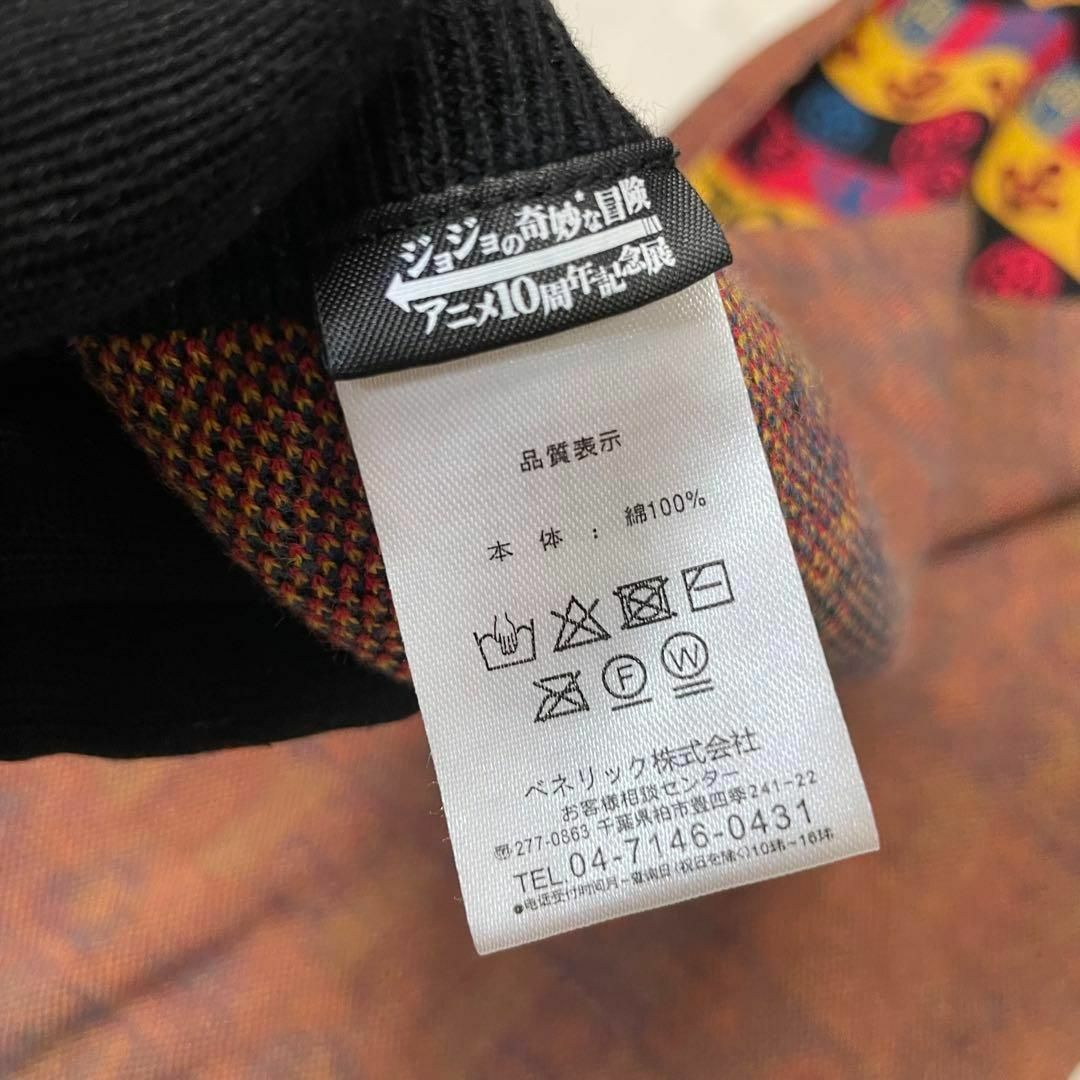 ジョジョの奇妙な冒険
アニメ10周年記念展
品質表示
本 体 : 綿100%
F W
ベネリック株式会社
お客様相談センター
277-0863 千葉県柏市豊四季241-22
TEL 04-7146-0431